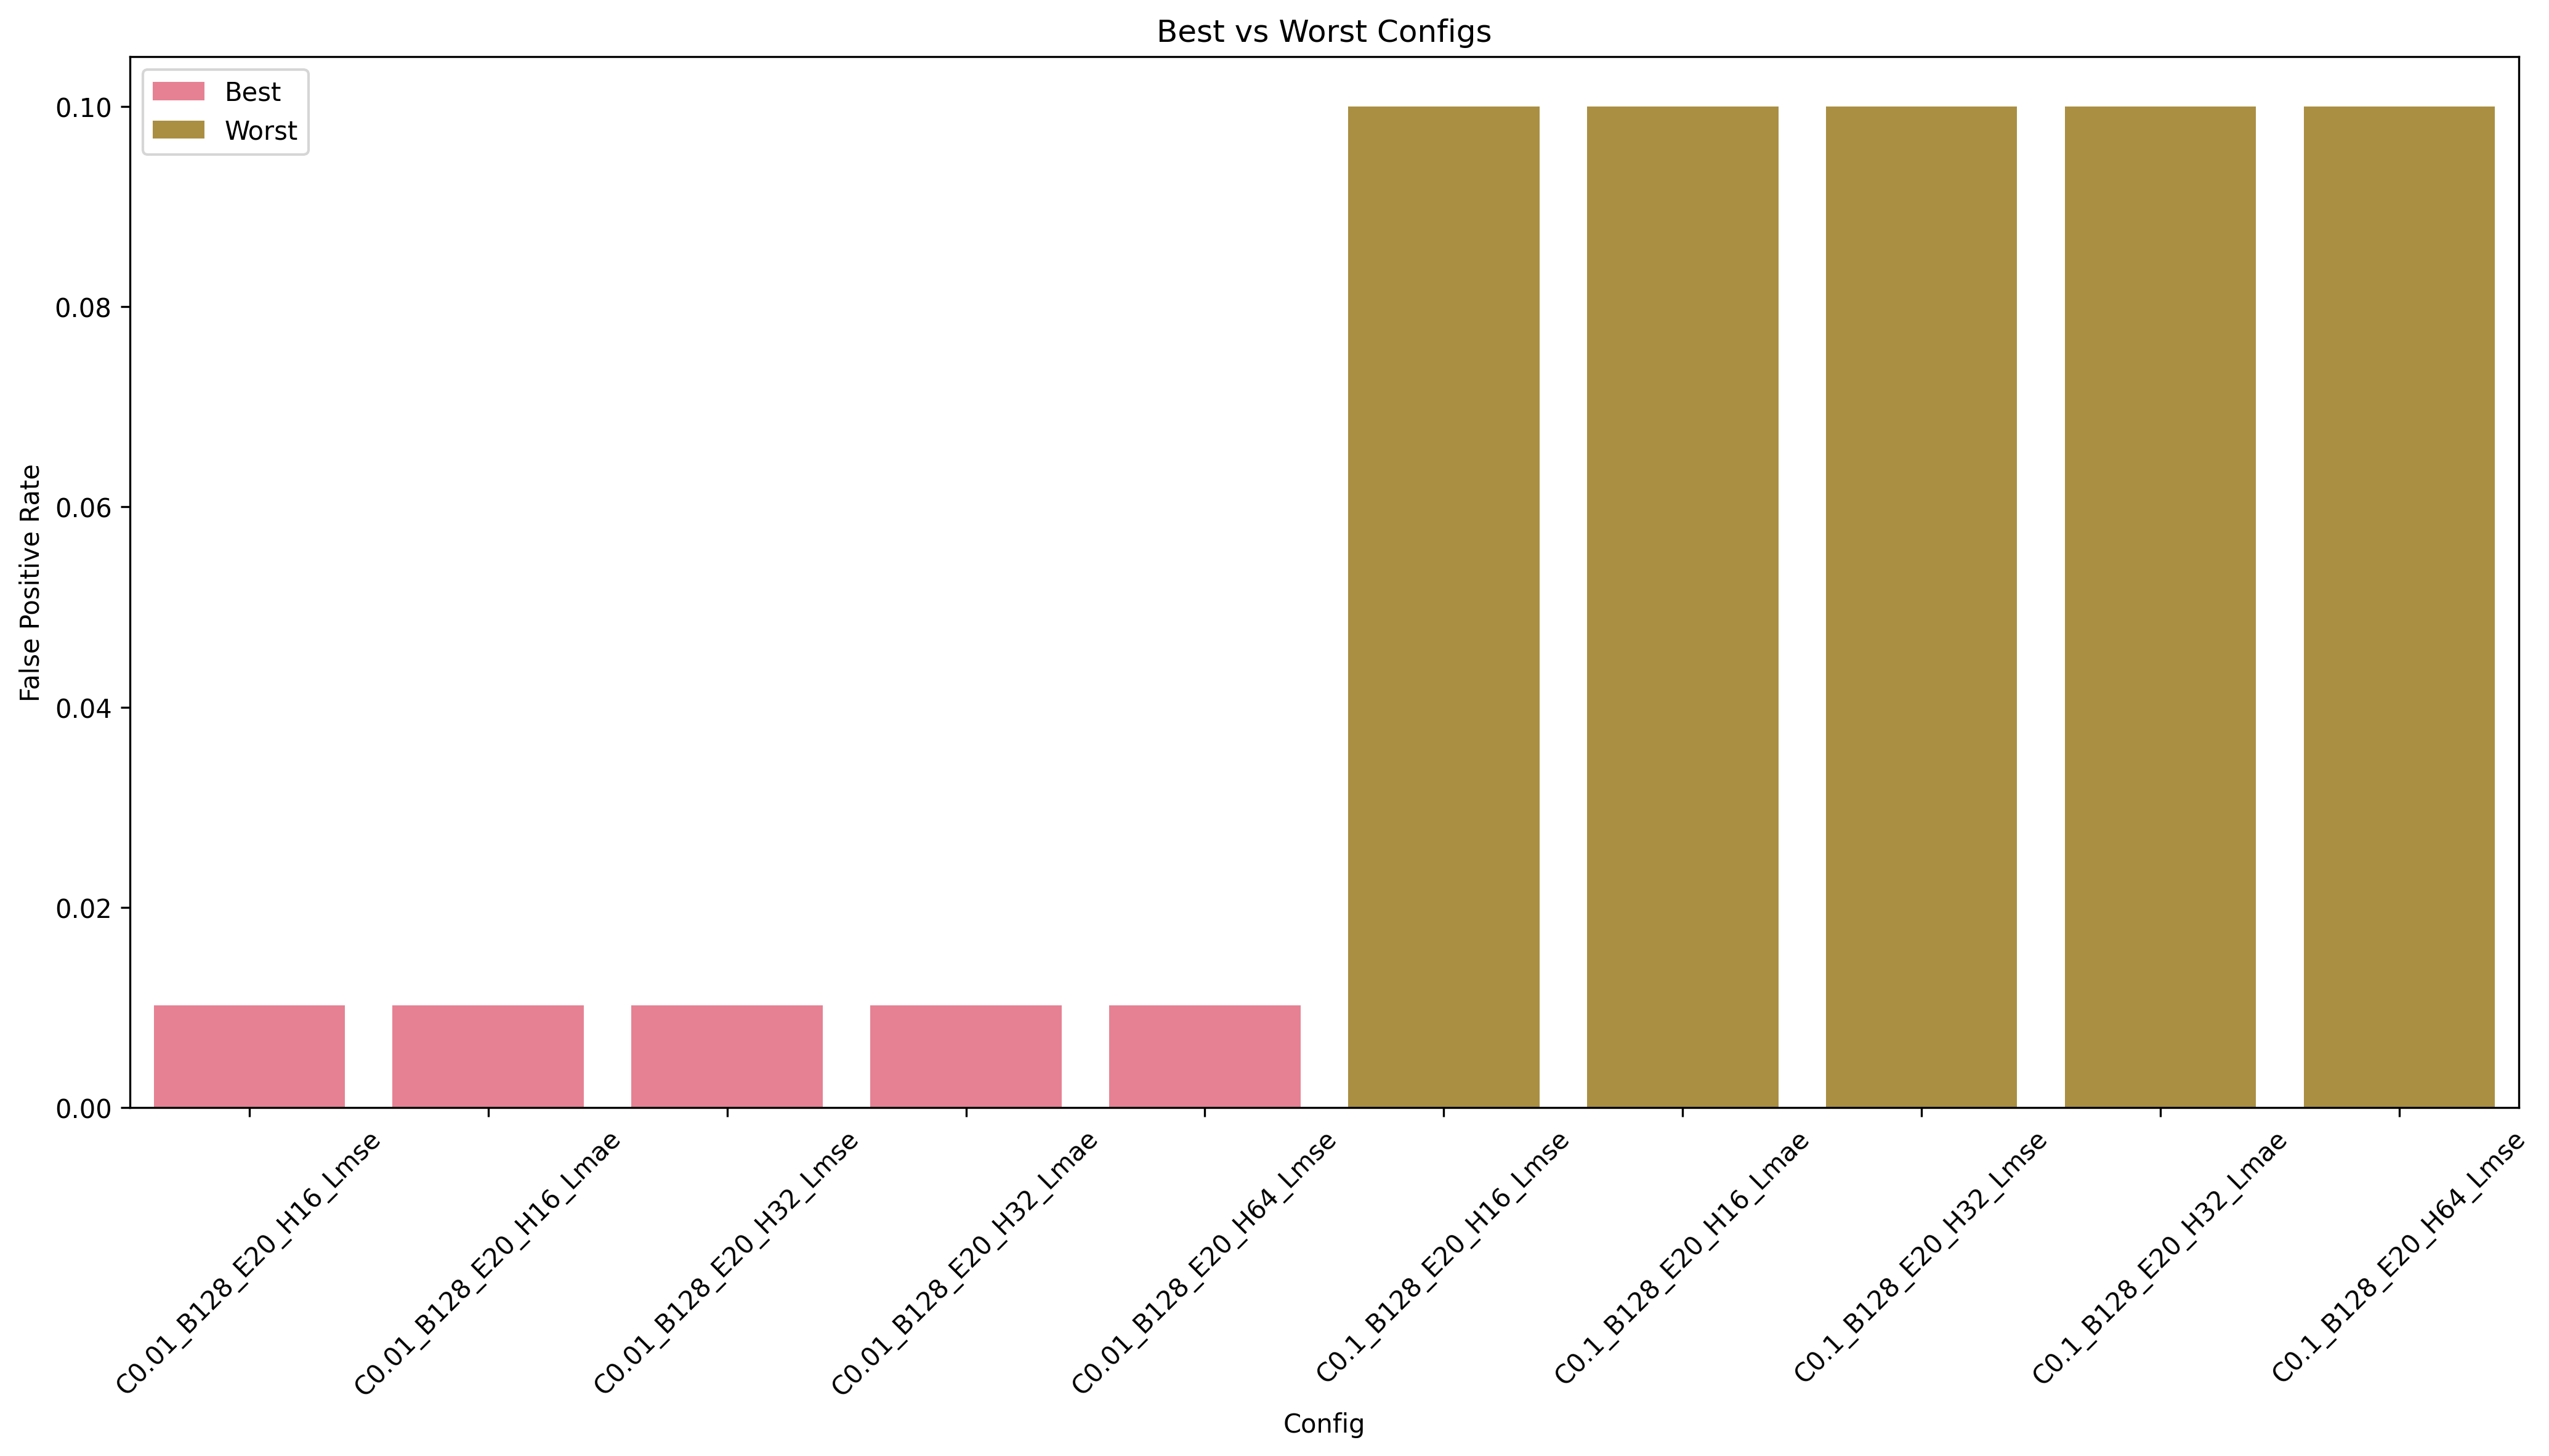 Best vs Worst Configs
Best
Worst
False Positive Rate
0.10
0.08
0.06
0.04
0.02
0.00
C0.01_B128_E20_H16_Lmse
C0.01_B128_E20_H16_Lmae
C0.01_B128_E20_H32_Lmse
C0.01_B128_E20_H32_Lmae
C0.01_B128_E20_H64_Lmse
C0.1_B128_E20_H16_Lmse
C0.1_B128_E20_H16_Lmae
C0.1_B128_E20_H32_Lmse
C0.1_B128_E20_H32_Lmae
C0.1_B128_E20_H64_Lmse
Config